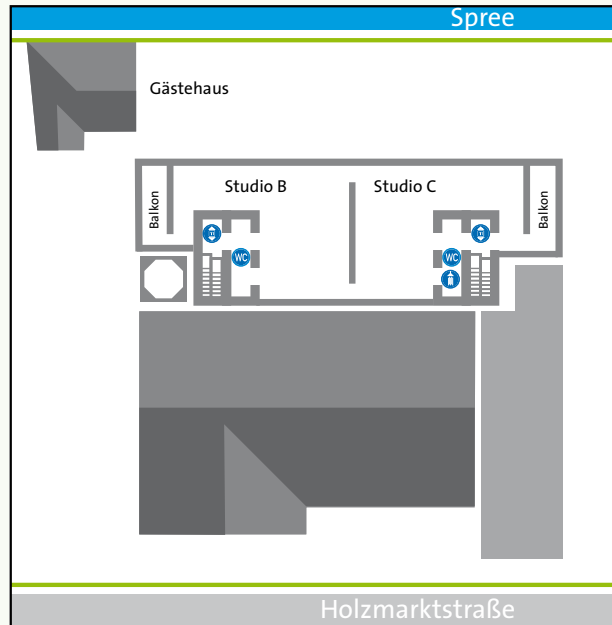 Spree
Gästehaus
Studio B
Studio C
Balkon
Balkon
WC
WC
Holzmarktstraße